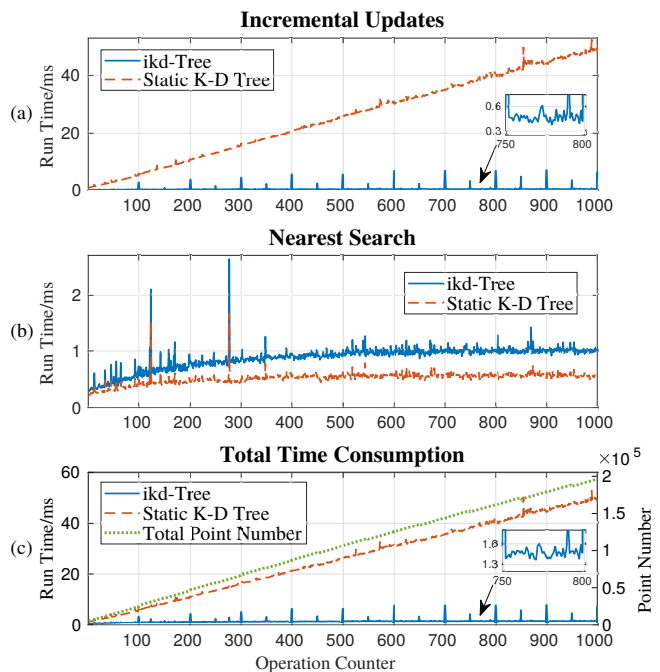 Incremental Updates
ikd-Tree
Static K-D Tree
(a)
Run Time/ms
40
20
0
0.6
0.3
750 800
100 200 300 400 500 600 700 800 900 1000
Nearest Search
ikd-Tree
Static K-D Tree
(b)
Run Time/ms
2
1
0
100 200 300 400 500 600 700 800 900 1000
Total Time Consumption
×10⁵
ikd-Tree
Static K-D Tree
Total Point Number
(c)
Run Time/ms
60
40
20
0
1.6
1.3
750 800
2
1.5
1
0.5
0
Point Number
100 200 300 400 500 600 700 800 900 1000
Operation Counter